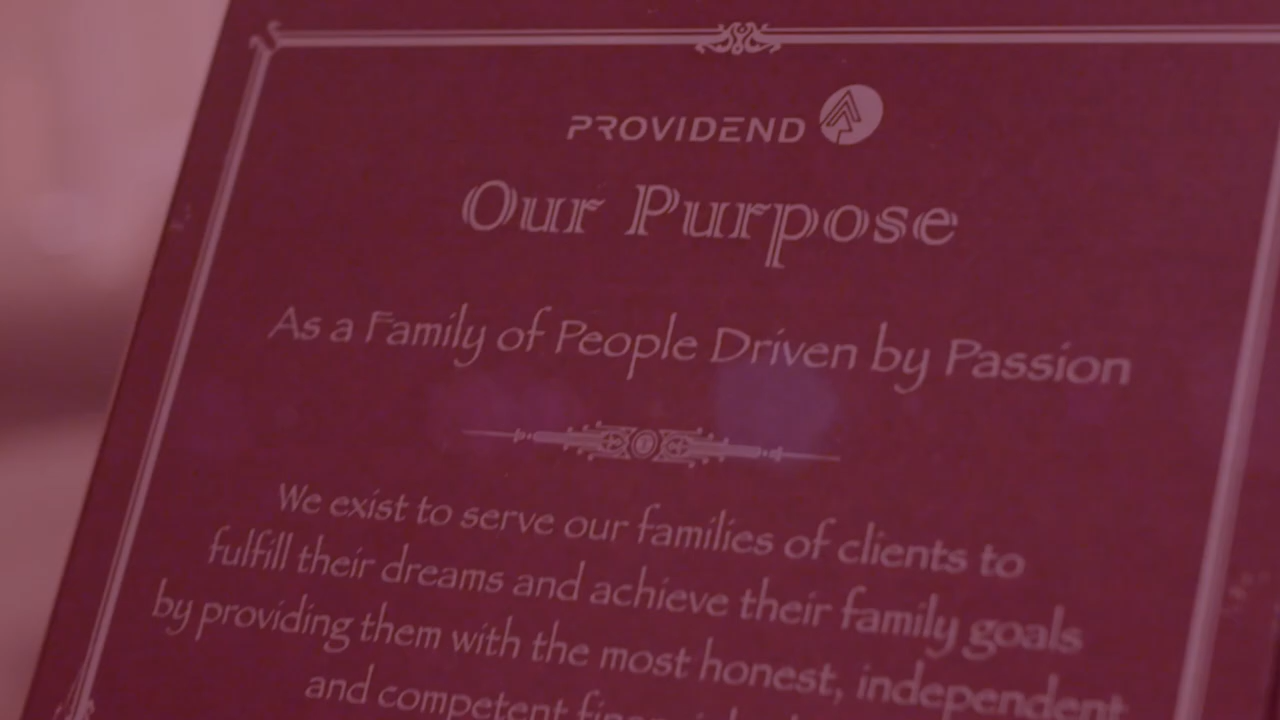 PROVIDEND
Our Purpose
As a Family of People Driven by Passion
We exist to serve our families of clients to
fulfill their dreams and achieve their family goals
by providing them with the most honest, independent
and competent